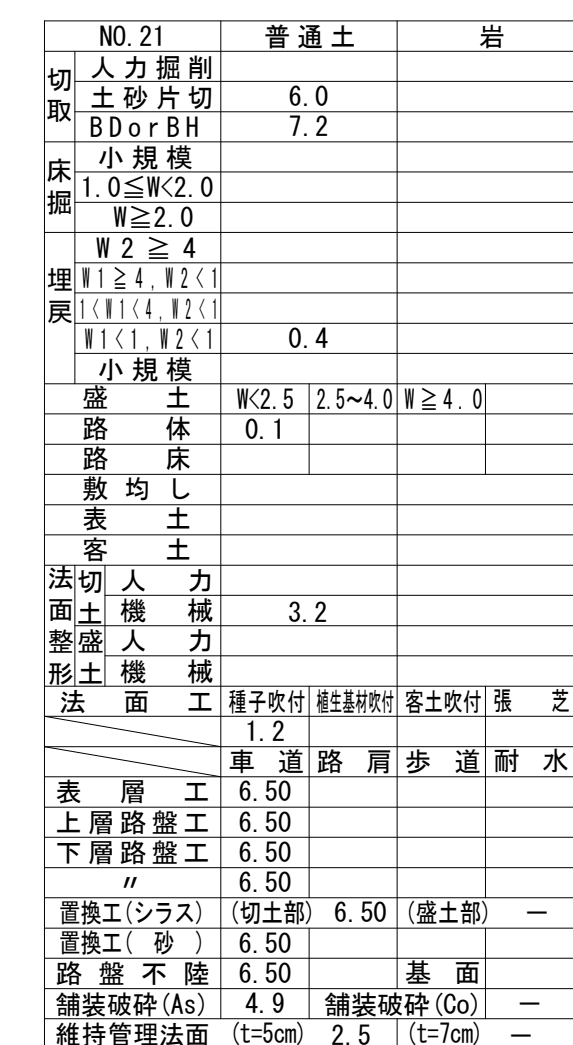 NO.21 普通土 岩
切取 人力掘削
土砂片切 6.0
BDorBH 7.2
床掘 小規模
1.0≦W<2.0
W≧2.0
埋戻 W2≧4
W1≧4,W2<1
1<W1<4,W2<1
W1<1,W2<1 0.4
小規模
盛土 W<2.5 2.5~4.0 W≧4.0
路体 0.1
路床
敷均し
表土
客土
法面整形 切土 人力
機械 3.2
盛土 人力
機械
法面工 種子吹付 植生基材吹付 客土吹付 張芝
1.2
車道 路肩 歩道 耐水
表層工 6.50
上層路盤工 6.50
下層路盤工 6.50
〃 6.50
置換工(シラス) (切土部) 6.50 (盛土部) ー
置換工(砂) 6.50
路盤不陸 6.50 基面
舗装破砕(As) 4.9 舗装破砕(Co) ー
維持管理法面 (t=5cm) 2.5 (t=7cm) ー